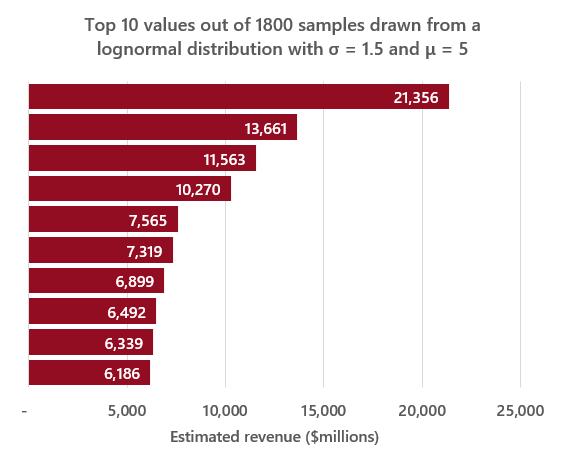 Top 10 values out of 1800 samples drawn from a
lognormal distribution with σ = 1.5 and μ = 5
21,356
13,661
11,563
10,270
7,565
7,319
6,899
6,492
6,339
6,186
- 5,000 10,000 15,000 20,000 25,000
Estimated revenue ($millions)